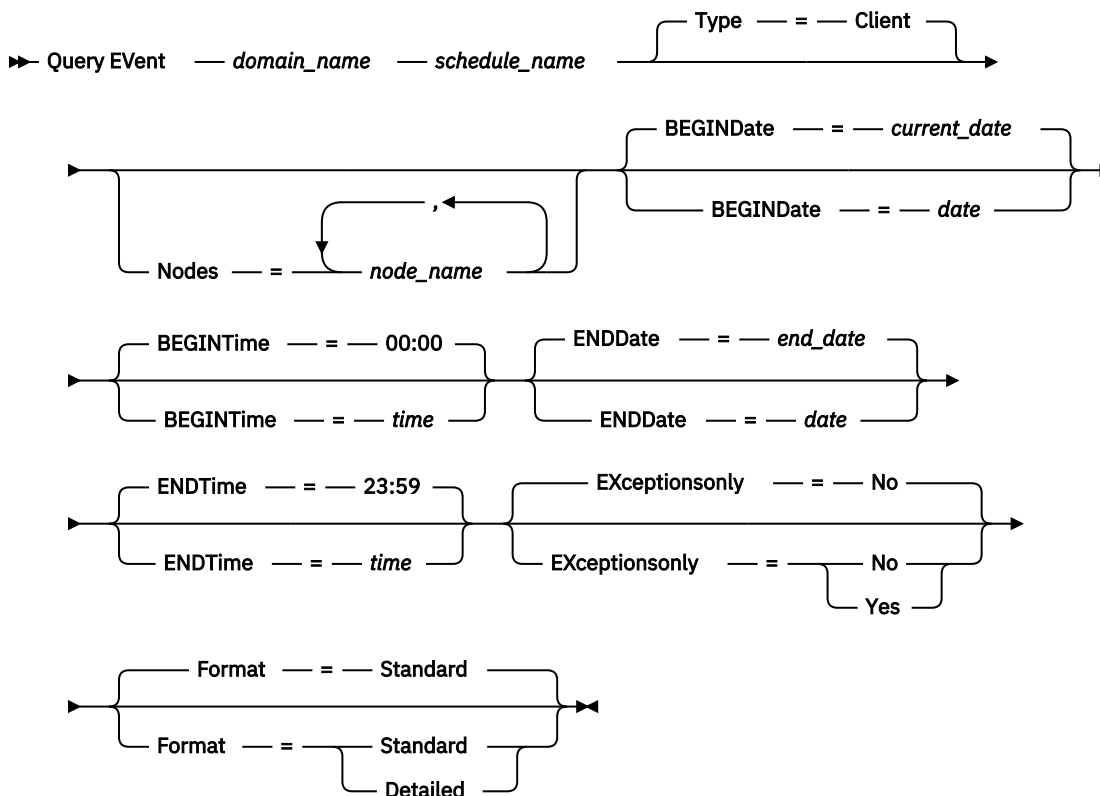 Type = Client
Query EVent domain_name schedule_name
BEGINDate = current_date
BEGINDate = date
,
Nodes = node_name
BEGINTime = 00:00
ENDDate = end_date
BEGINTime = time
ENDDate = date
ENDTime = 23:59
EXceptionsonly = No
ENDTime = time
EXceptionsonly = No
Yes
Format = Standard
Format = Standard
Detailed